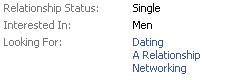 Relationship Status: Single
Interested In: Men
Looking For: Dating
A Relationship
Networking